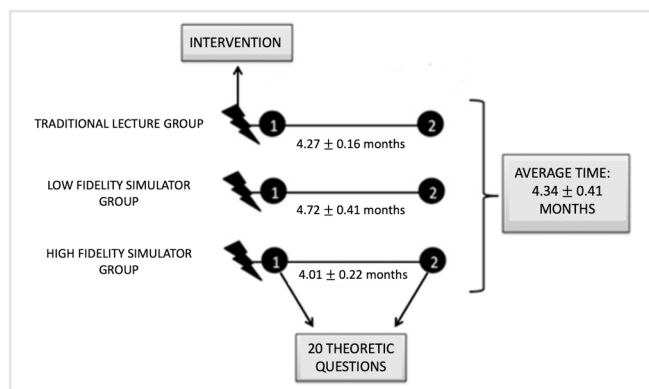 INTERVENTION
TRADITIONAL LECTURE GROUP
1
2
4.27 ± 0.16 months
LOW FIDELITY SIMULATOR
GROUP
1
2
4.72 ± 0.41 months
HIGH FIDELITY SIMULATOR
GROUP
1
2
4.01 ± 0.22 months
AVERAGE TIME:
4.34 ± 0.41
MONTHS
20 THEORETIC
QUESTIONS